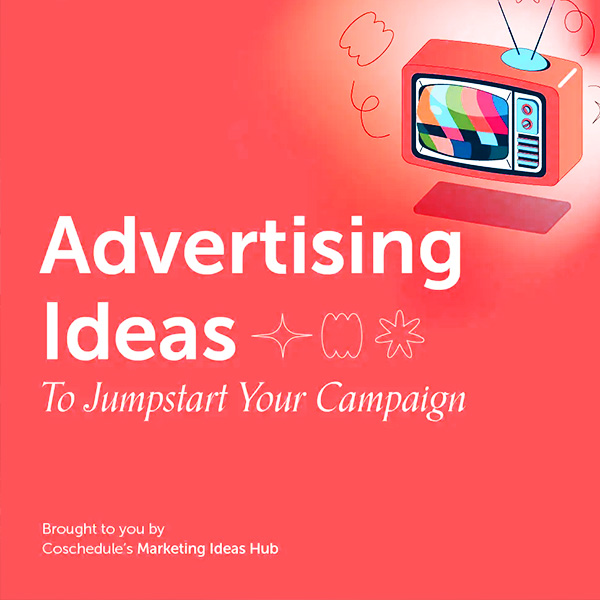 Advertising
Ideas
To Jumpstart Your Campaign
Brought to you by
Coschedule's Marketing Ideas Hub